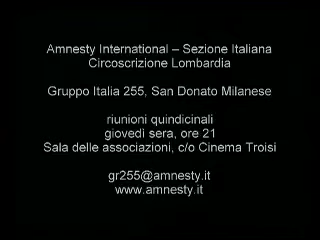 Amnesty International – Sezione Italiana
Circoscrizione Lombardia
Gruppo Italia 255, San Donato Milanese
riunioni quindicinali
giovedì sera, ore 21
Sala delle associazioni, c/o Cinema Troisi
gr255@amnesty.it
www.amnesty.it